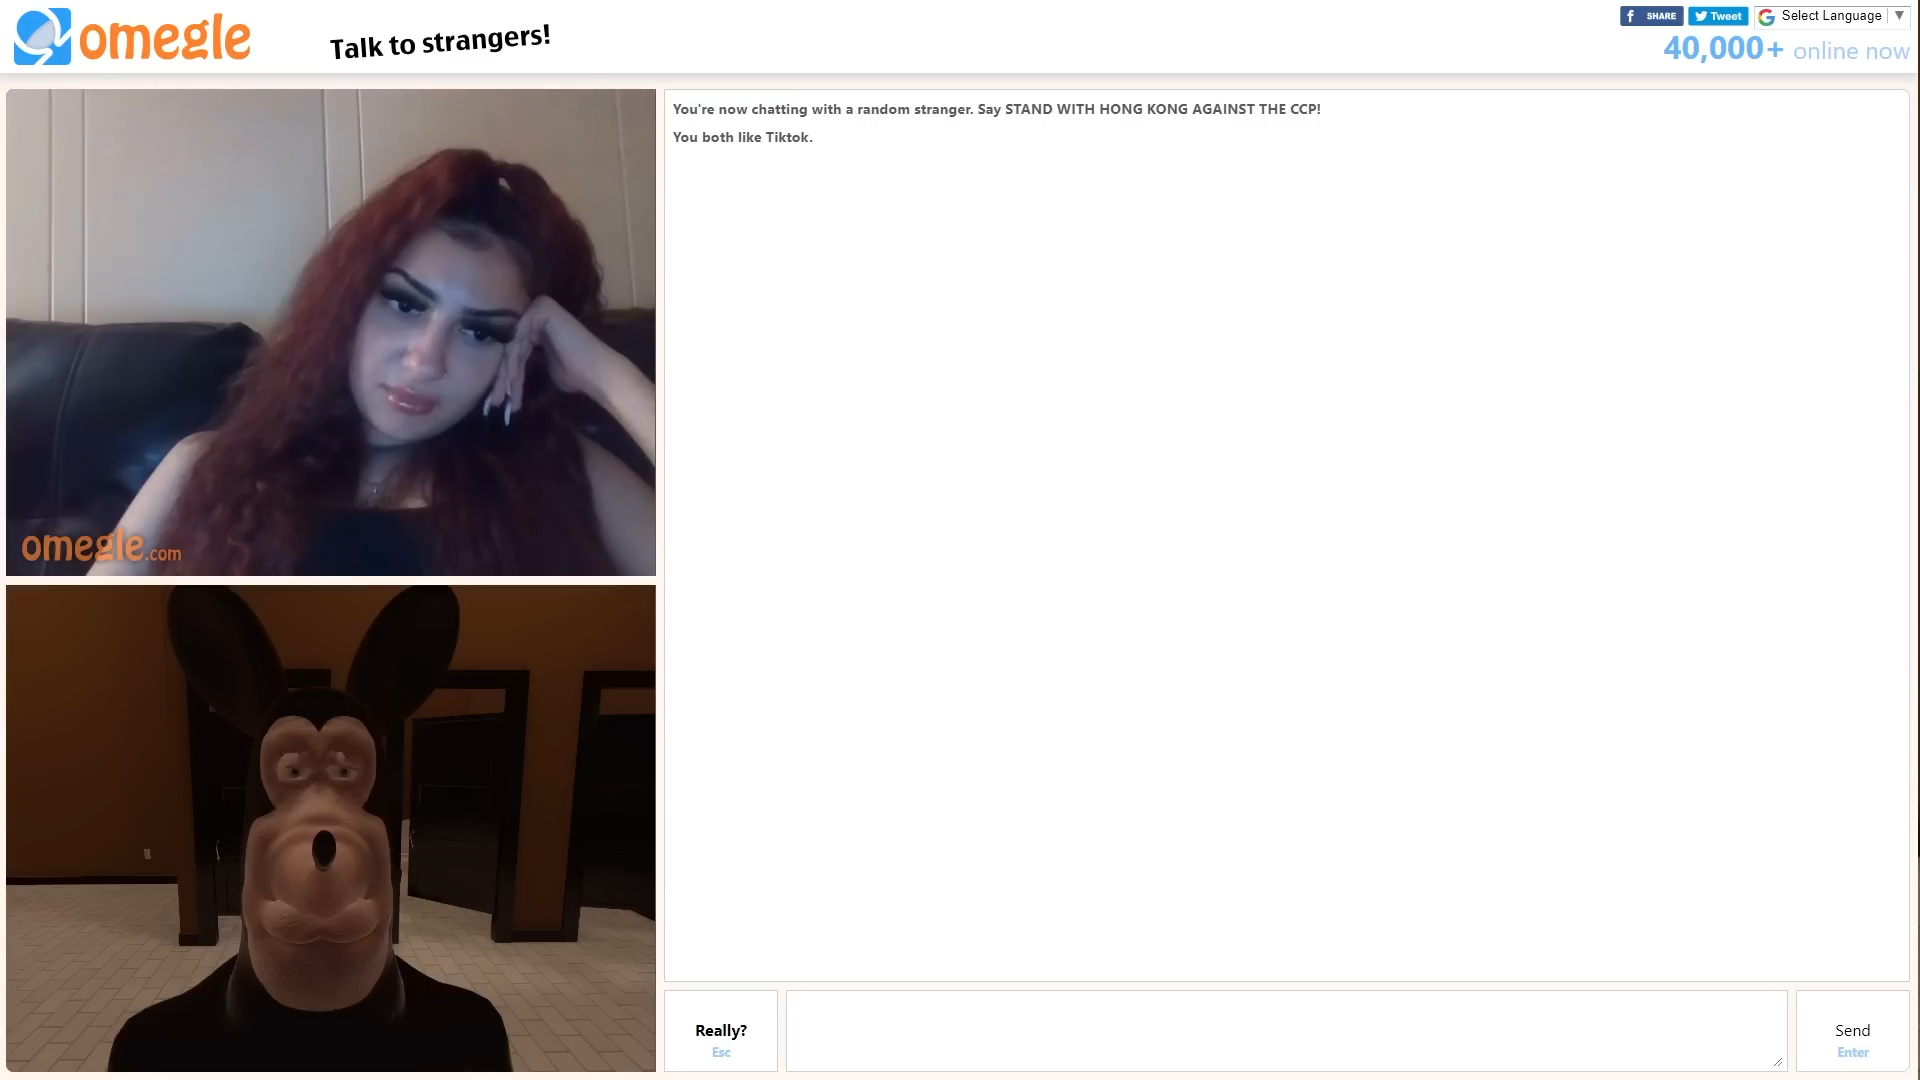 omegle
Talk to strangers!
SHARE
Tweet
Select Language
40,000+ online now
You're now chatting with a random stranger. Say STAND WITH HONG KONG AGAINST THE CCP!
You both like Tiktok.
omegle.com
Really?
Esc
Send
Enter